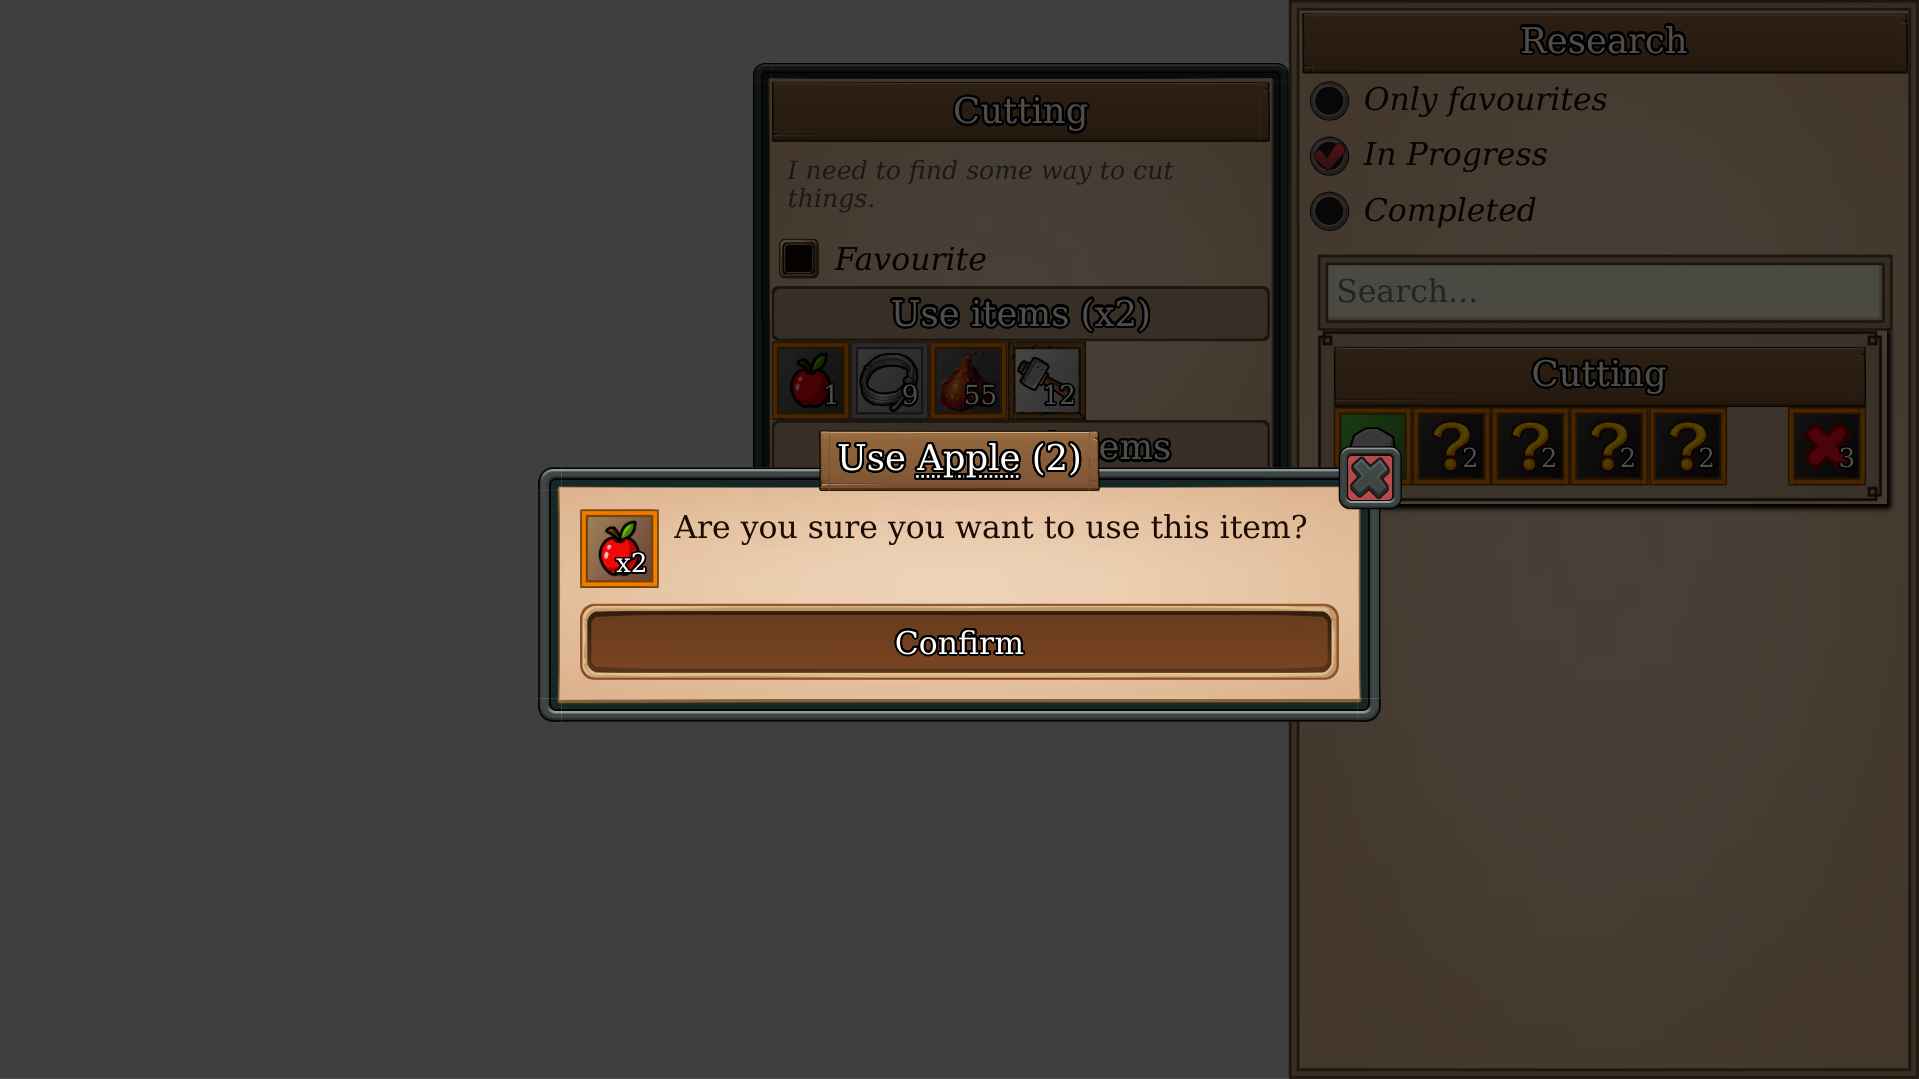 Research
Only favourites
In Progress
Completed
Search...
Cutting
2
2
2
2
3
Cutting
I need to find some way to cut
things.
Favourite
Use items (x2)
1
9
55
12
ems
Use Apple (2)
Are you sure you want to use this item?
x2
Confirm